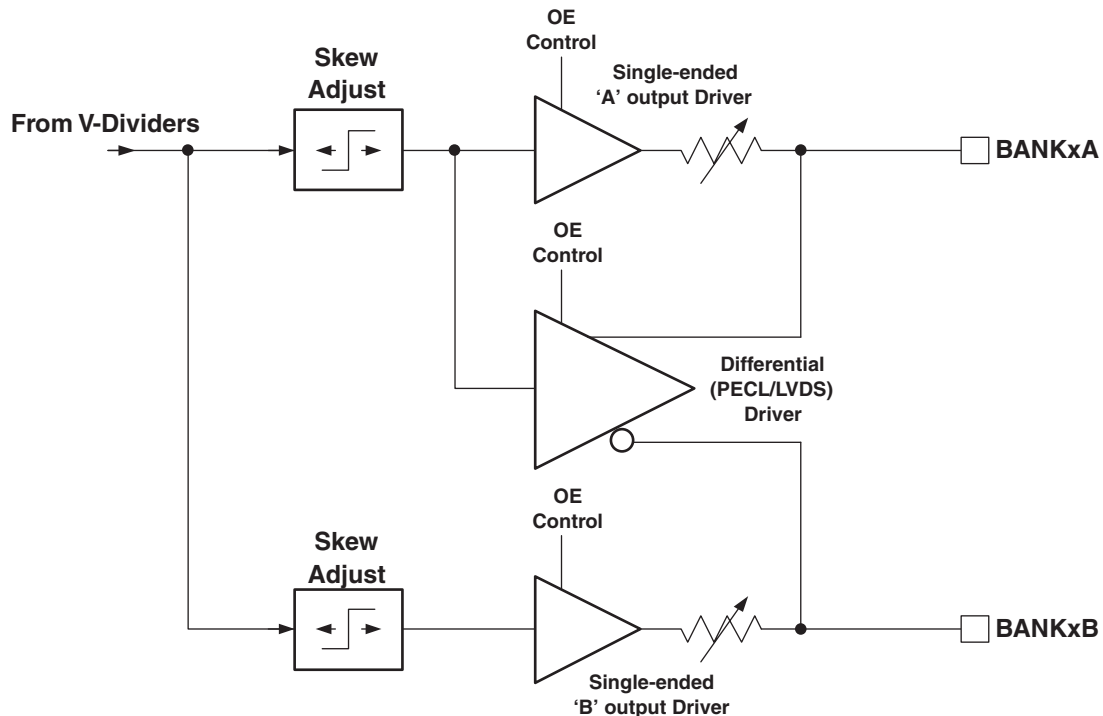 OE
Control
Skew
Adjust
Single-ended
‘A’ output Driver
From V-Dividers
BANKxA
OE
Control
Differential
(PECL/LVDS)
Driver
OE
Control
Skew
Adjust
BANKxB
Single-ended
‘B’ output Driver